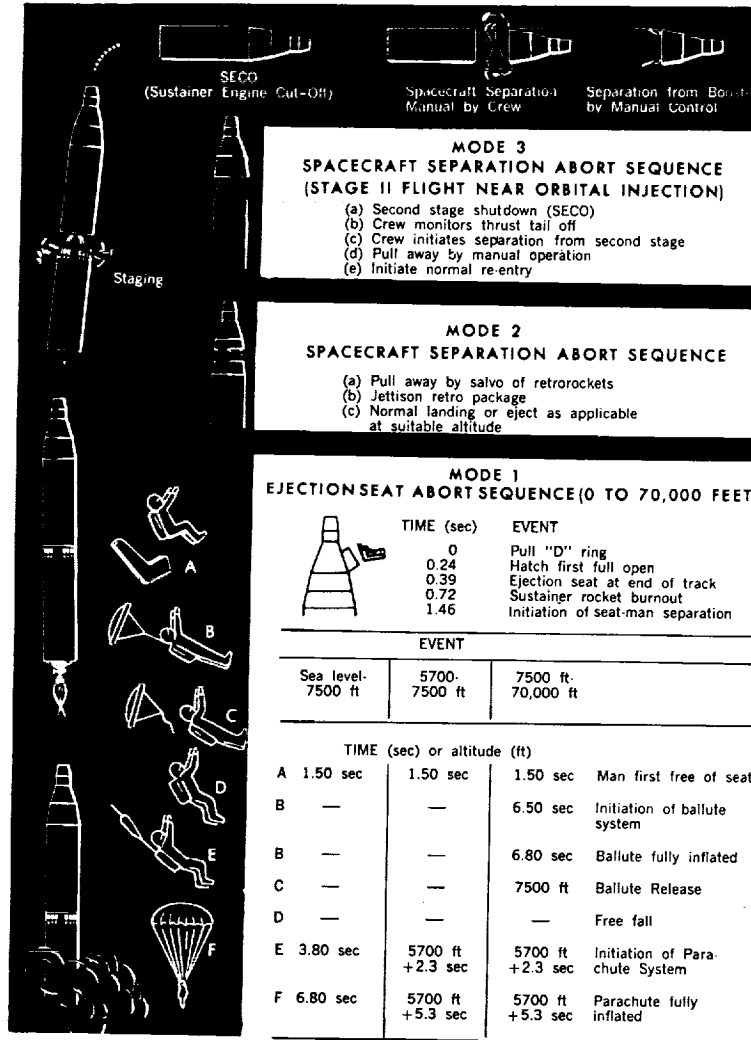 SECO
(Sustainer Engine Cut-Off)
Spacecraft Separation
Manual by Crew
Separation from Boost-
by Manual Control
Staging
MODE 3
SPACECRAFT SEPARATION ABORT SEQUENCE
(STAGE II FLIGHT NEAR ORBITAL INJECTION)
(a) Second stage shutdown (SECO)
(b) Crew monitors thrust tail off
(c) Crew initiates separation from second stage
(d) Pull away by manual operation
(e) Initiate normal re-entry
MODE 2
SPACECRAFT SEPARATION ABORT SEQUENCE
(a) Pull away by salvo of retrorockets
(b) Jettison retro package
(c) Normal landing or eject as applicable
at suitable altitude
MODE 1
EJECTION SEAT ABORT SEQUENCE (0 TO 70,000 FEET
TIME (sec) EVENT
0 Pull "D" ring
0.24 Hatch first full open
0.39 Ejection seat at end of track
0.72 Sustainer rocket burnout
1.46 Initiation of seat-man separation
A
B
C
D
E
F
EVENT
Sea level- 5700- 7500 ft-
7500 ft 7500 ft 70,000 ft
TIME (sec) or altitude (ft)
A 1.50 sec 1.50 sec 1.50 sec Man first free of seat
B — — 6.50 sec Initiation of ballute
system
B — — 6.80 sec Ballute fully inflated
C — — 7500 ft Ballute Release
D — — — Free fall
E 3.80 sec 5700 ft 5700 ft Initiation of Para-
+2.3 sec +2.3 sec chute System
F 6.80 sec 5700 ft 5700 ft Parachute fully
+5.3 sec +5.3 sec inflated